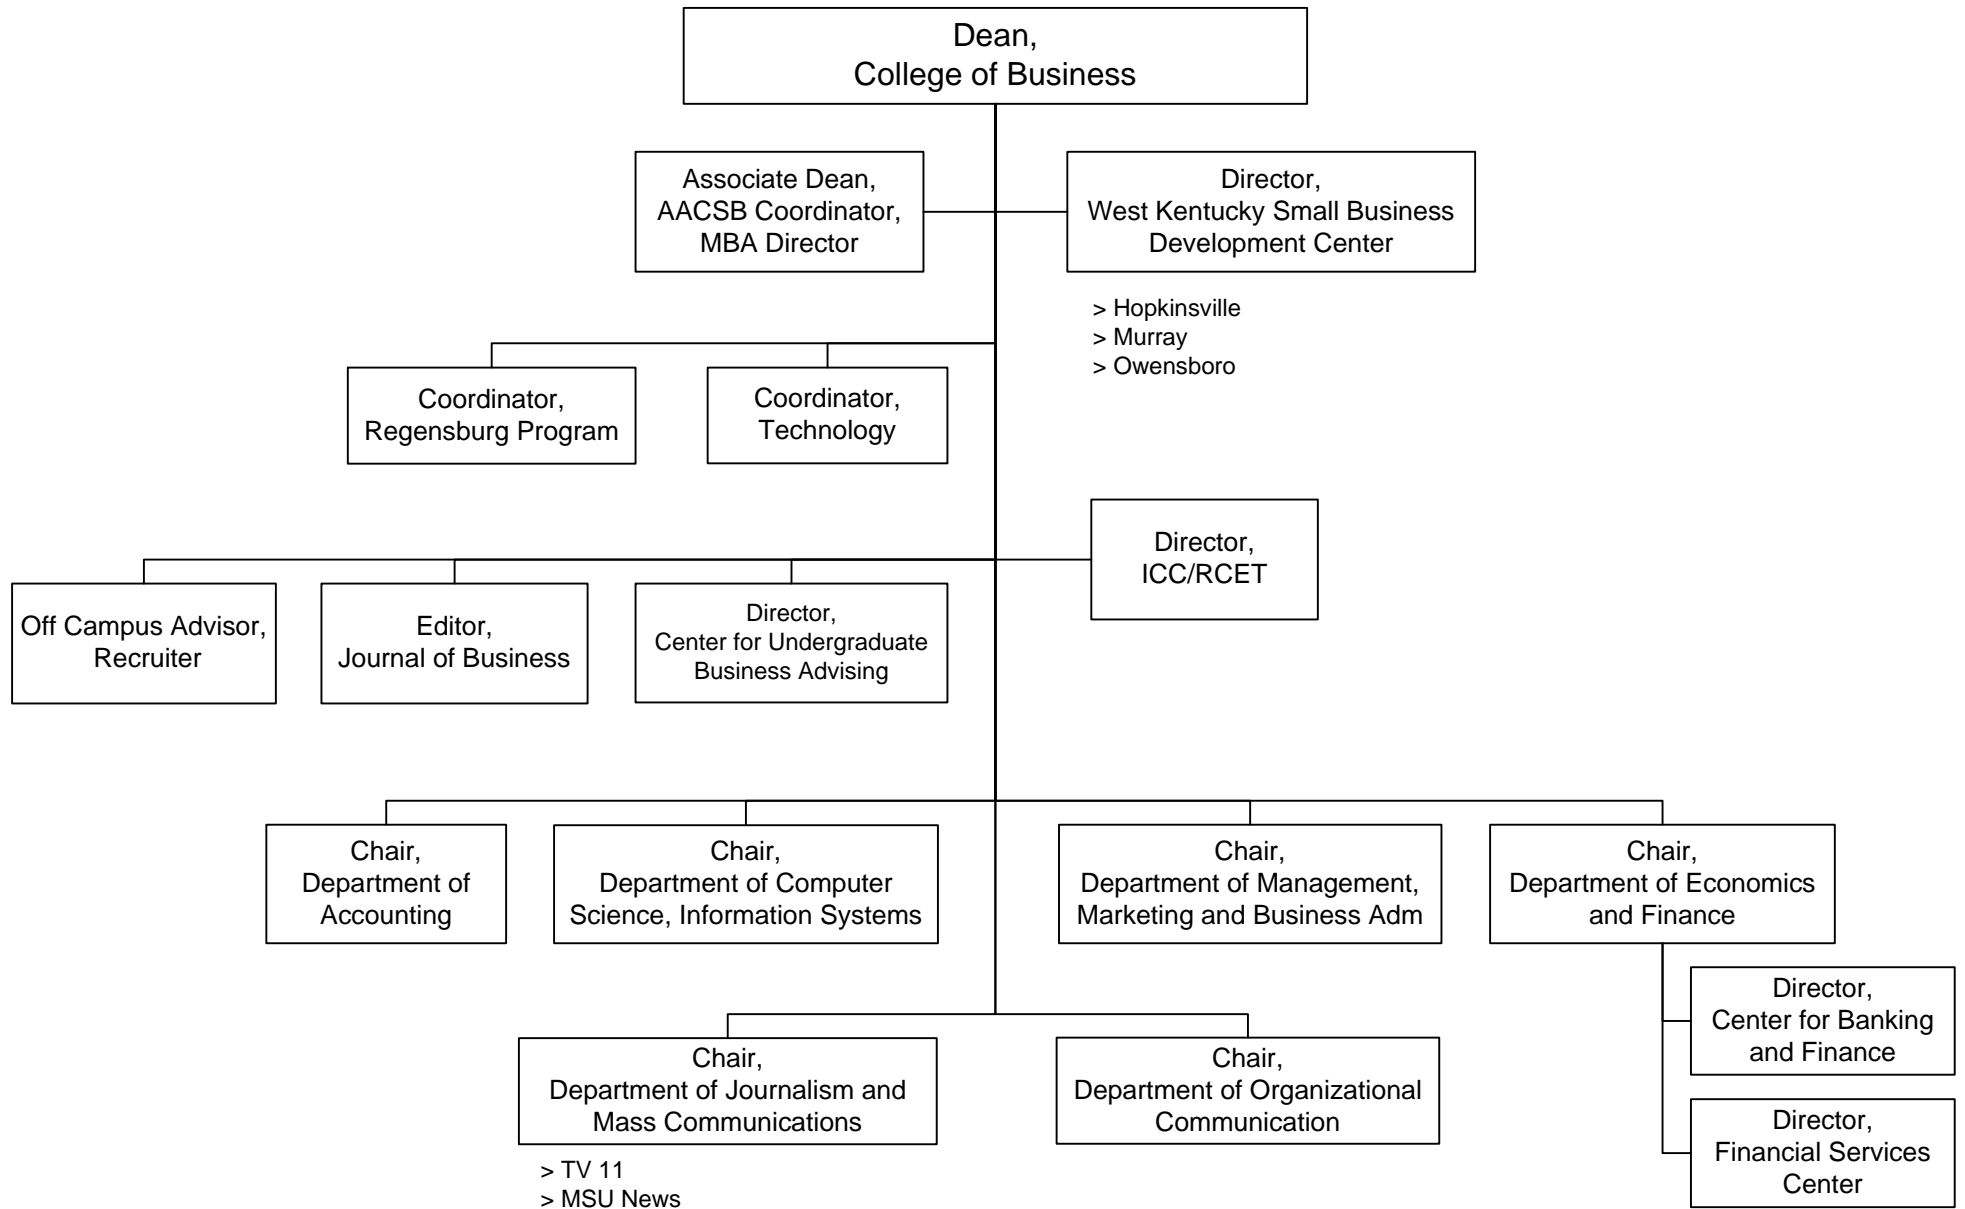 Dean,
College of Business
Associate Dean,
AACSB Coordinator,
MBA Director
Director,
West Kentucky Small Business
Development Center
> Hopkinsville
> Murray
> Owensboro
Coordinator,
Regensburg Program
Coordinator,
Technology
Director,
ICC/RCET
Off Campus Advisor,
Recruiter
Editor,
Journal of Business
Director,
Center for Undergraduate
Business Advising
Chair,
Department of
Accounting
Chair,
Department of Computer
Science, Information Systems
Chair,
Department of Management,
Marketing and Business Adm
Chair,
Department of Economics
and Finance
Director,
Center for Banking
and Finance
Director,
Financial Services
Center
Chair,
Department of Journalism and
Mass Communications
> TV 11
> MSU News
Chair,
Department of Organizational
Communication